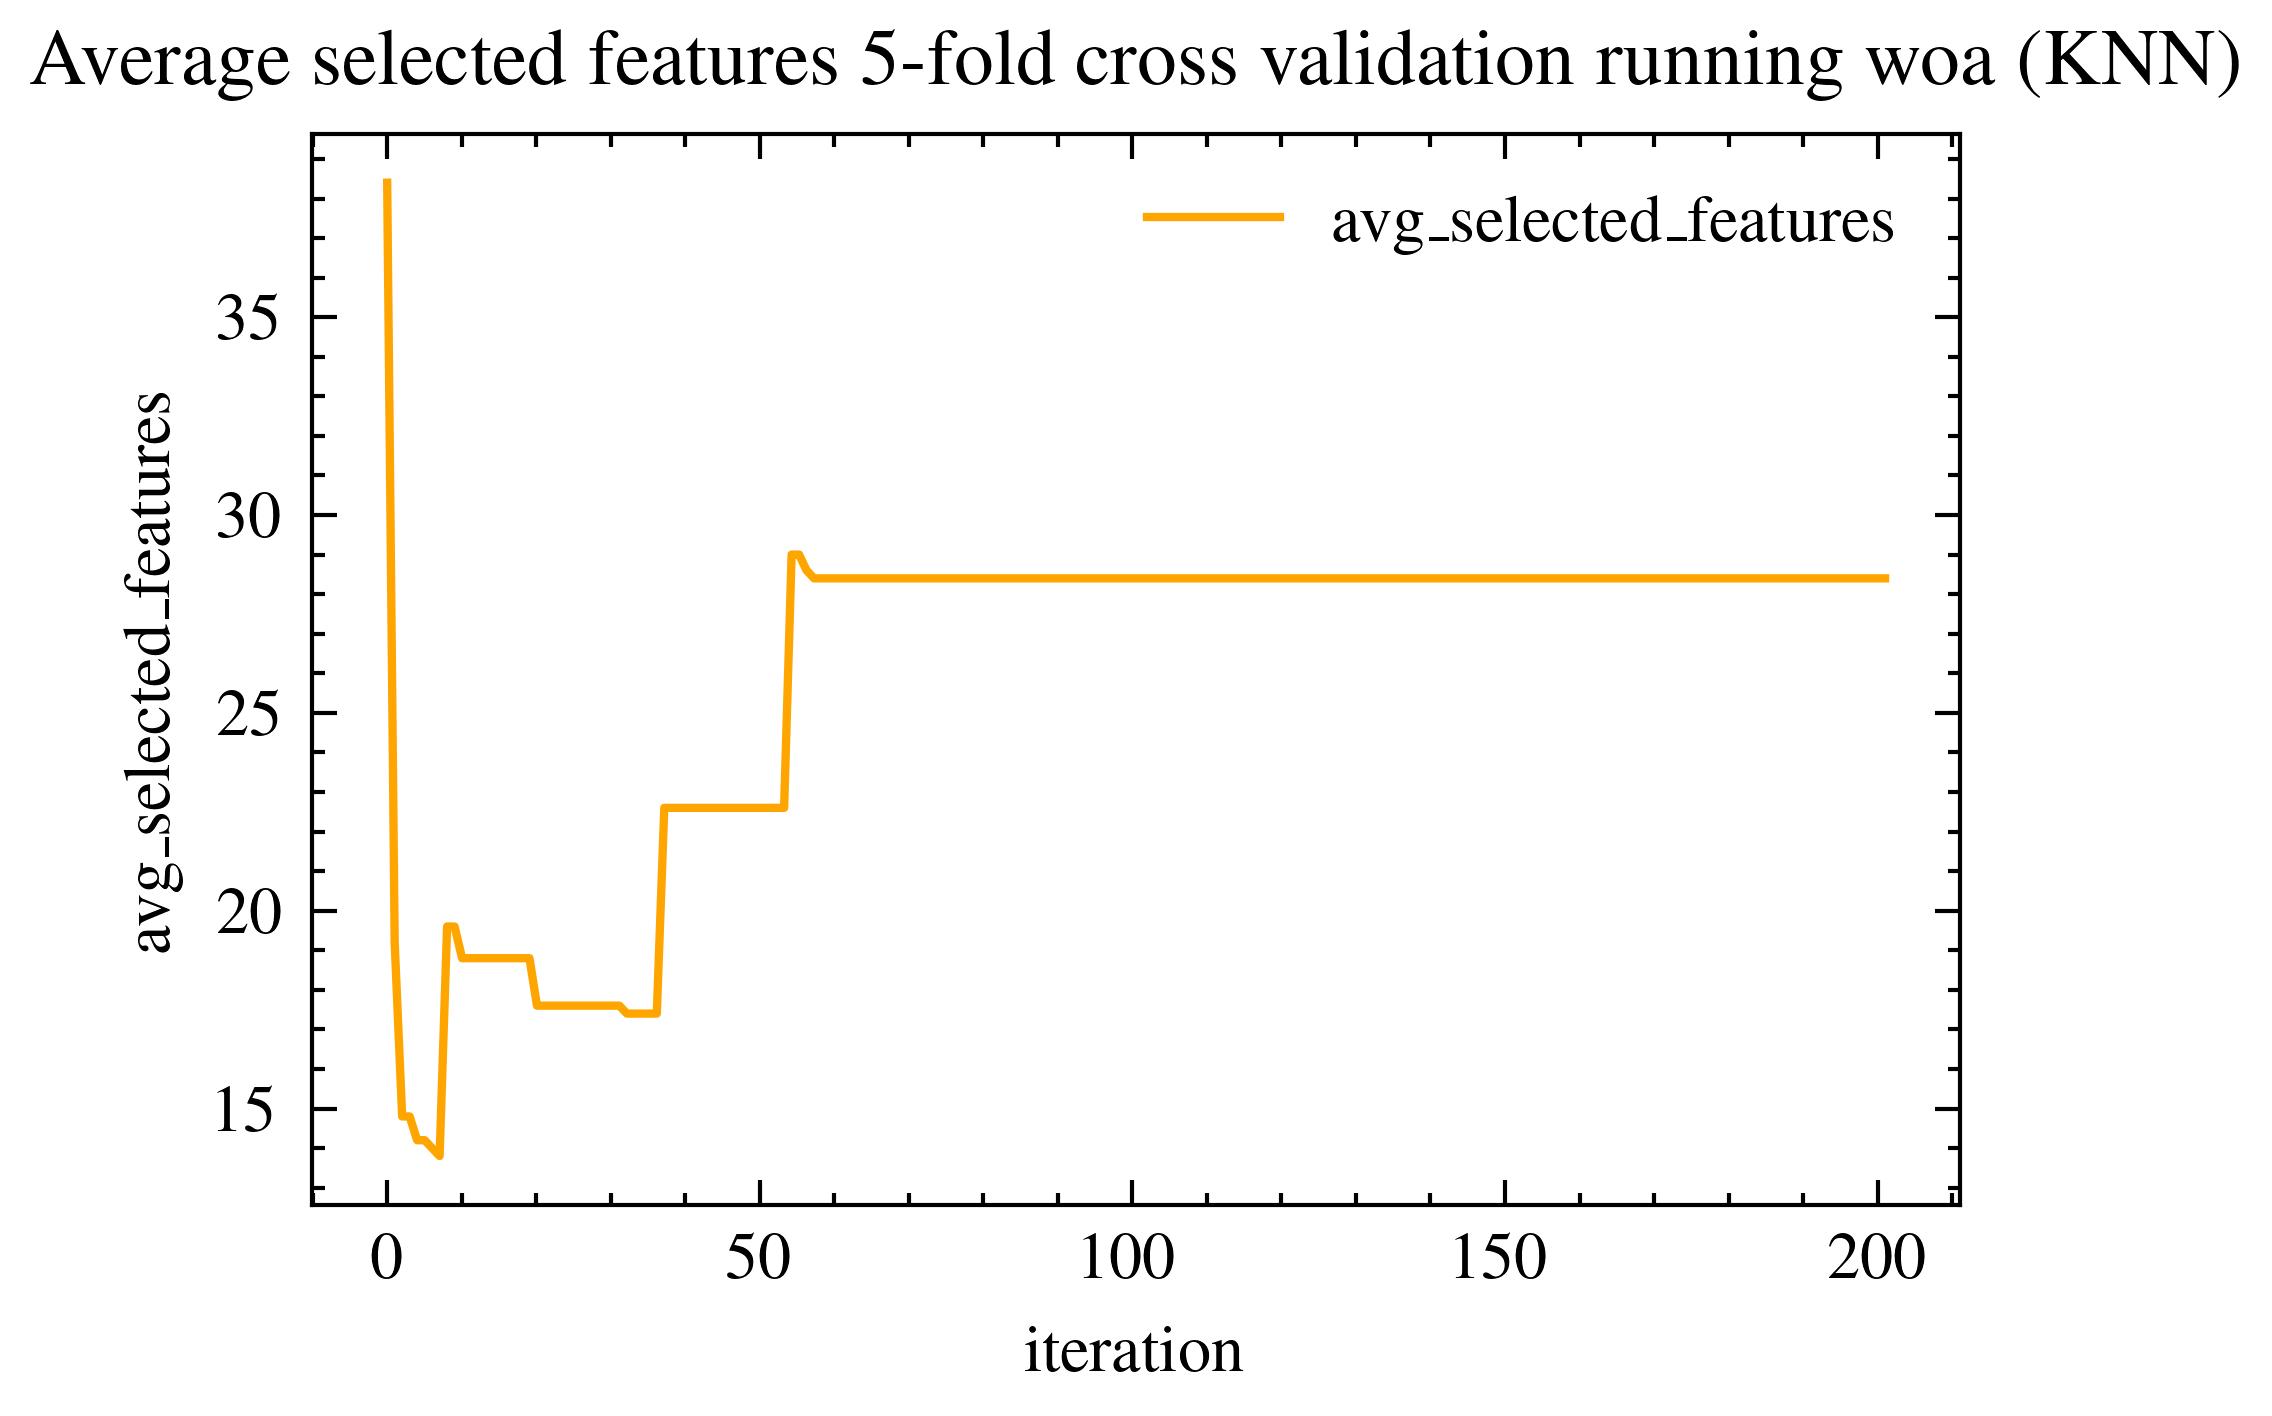 Average selected features 5-fold cross validation running woa (KNN)
avg_selected_features
avg_selected_features
35
30
25
20
15
0 50 100 150 200
iteration